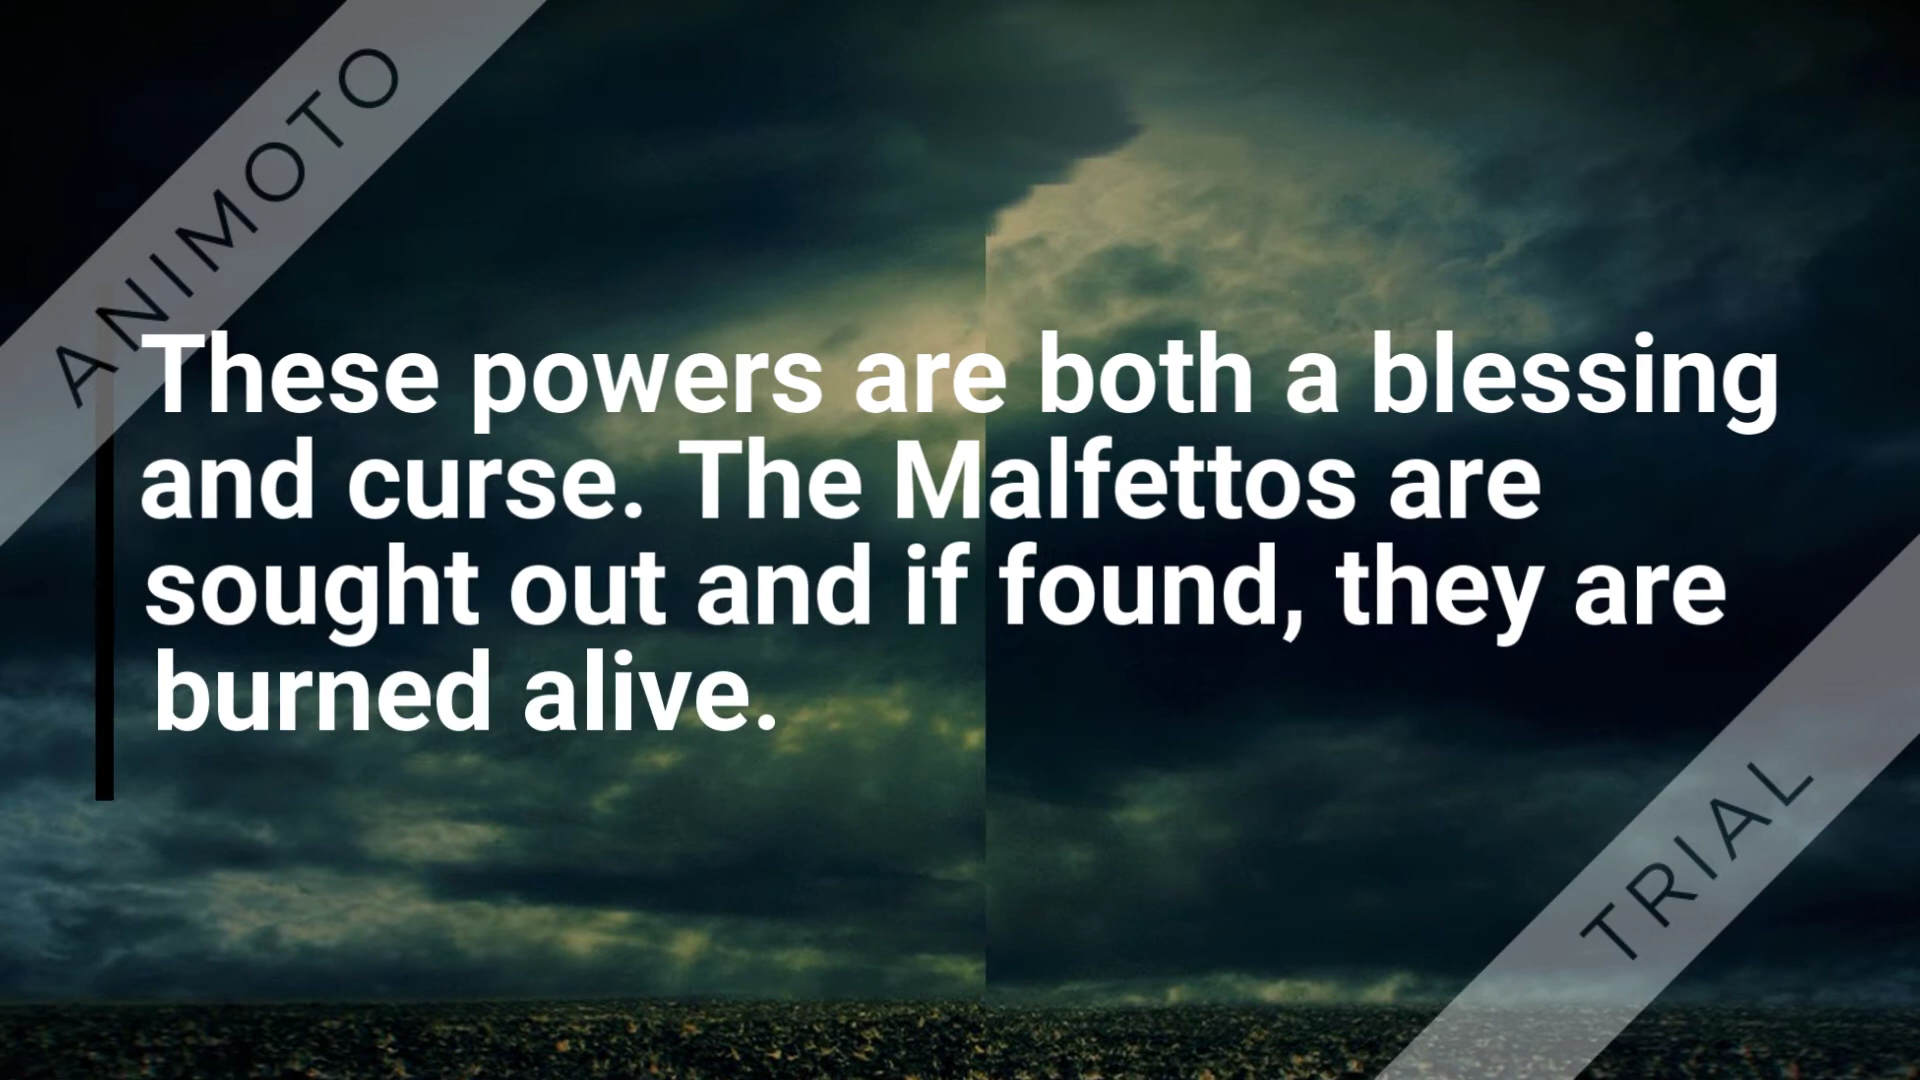 ANIMOTO
These powers are both a blessing
and curse. The Malfettos are
sought out and if found, they are
burned alive.
TRIAL